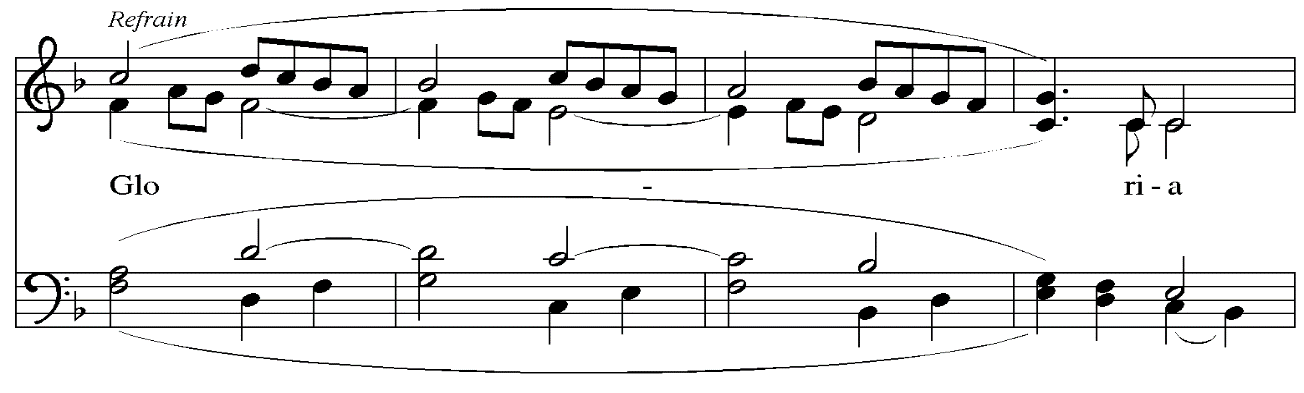 Refrain
Glo - ri - a